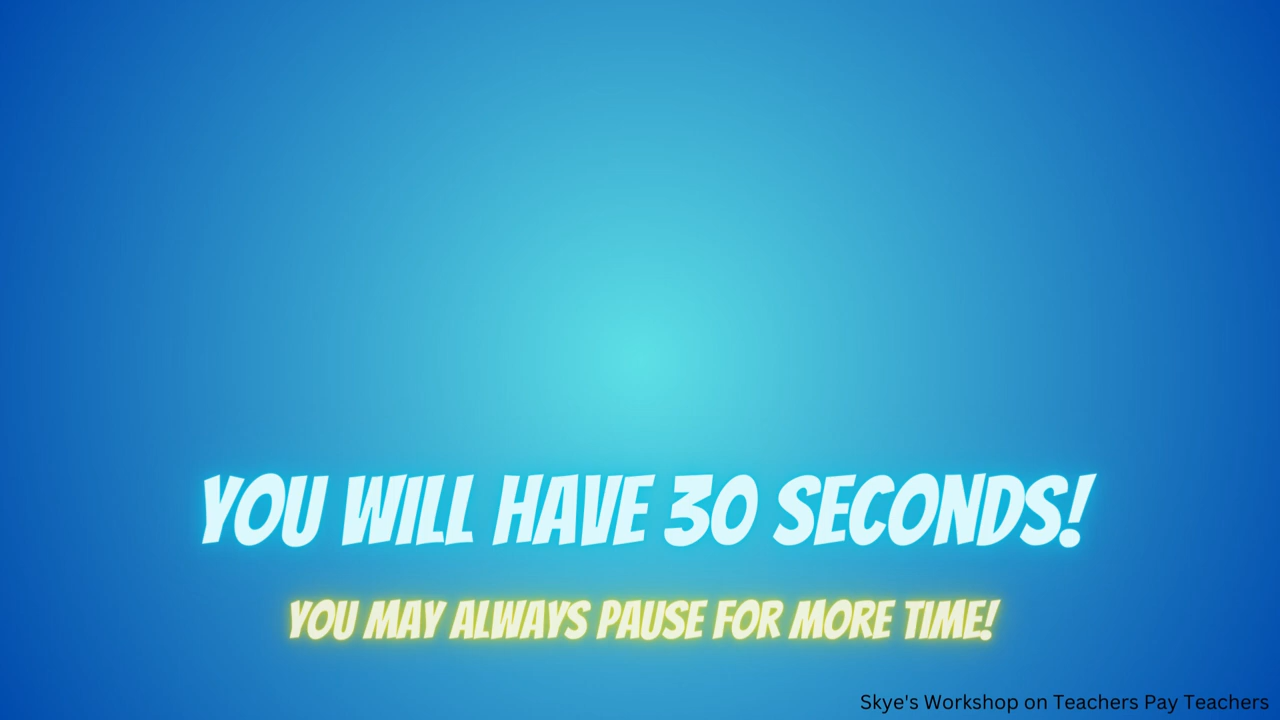 YOU WILL HAVE 30 SECONDS!
YOU MAY ALWAYS PAUSE FOR MORE TIME!
Skye's Workshop on Teachers Pay Teachers